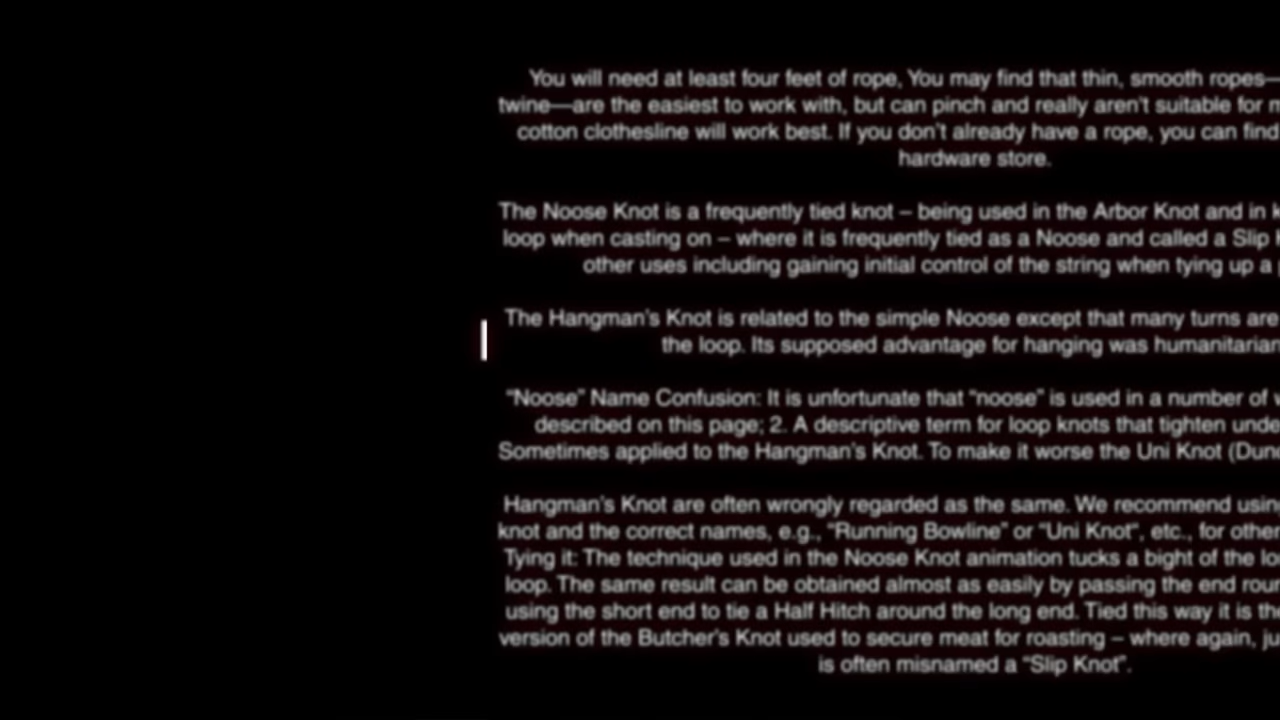 You will need at least four feet of rope, You may find that thin, smooth ropes—
twine—are the easiest to work with, but can pinch and really aren't suitable for
cotton clothesline will work best. If you don't already have a rope, you can find
hardware store.
The Noose Knot is a frequently tied knot – being used in the Arbor Knot and in
loop when casting on – where it is frequently tied as a Noose and called a Slip
other uses including gaining initial control of the string when tying up a
The Hangman's Knot is related to the simple Noose except that many turns are
the loop. Its supposed advantage for hanging was humanitarian
“Noose” Name Confusion: It is unfortunate that “noose” is used in a number of
described on this page; 2. A descriptive term for loop knots that tighten
Sometimes applied to the Hangman's Knot. To make it worse the Uni Knot
Hangman's Knot are often wrongly regarded as the same. We recommend
knot and the correct names, e.g., “Running Bowline” or “Uni Knot”, etc., for other
Tying it: The technique used in the Noose Knot animation tucks a bight of the
loop. The same result can be obtained almost as easily by passing the end
using the short end to tie a Half Hitch around the long end. Tied this way it is the
version of the Butcher's Knot used to secure meat for roasting – where again,
is often misnamed a “Slip Knot”.